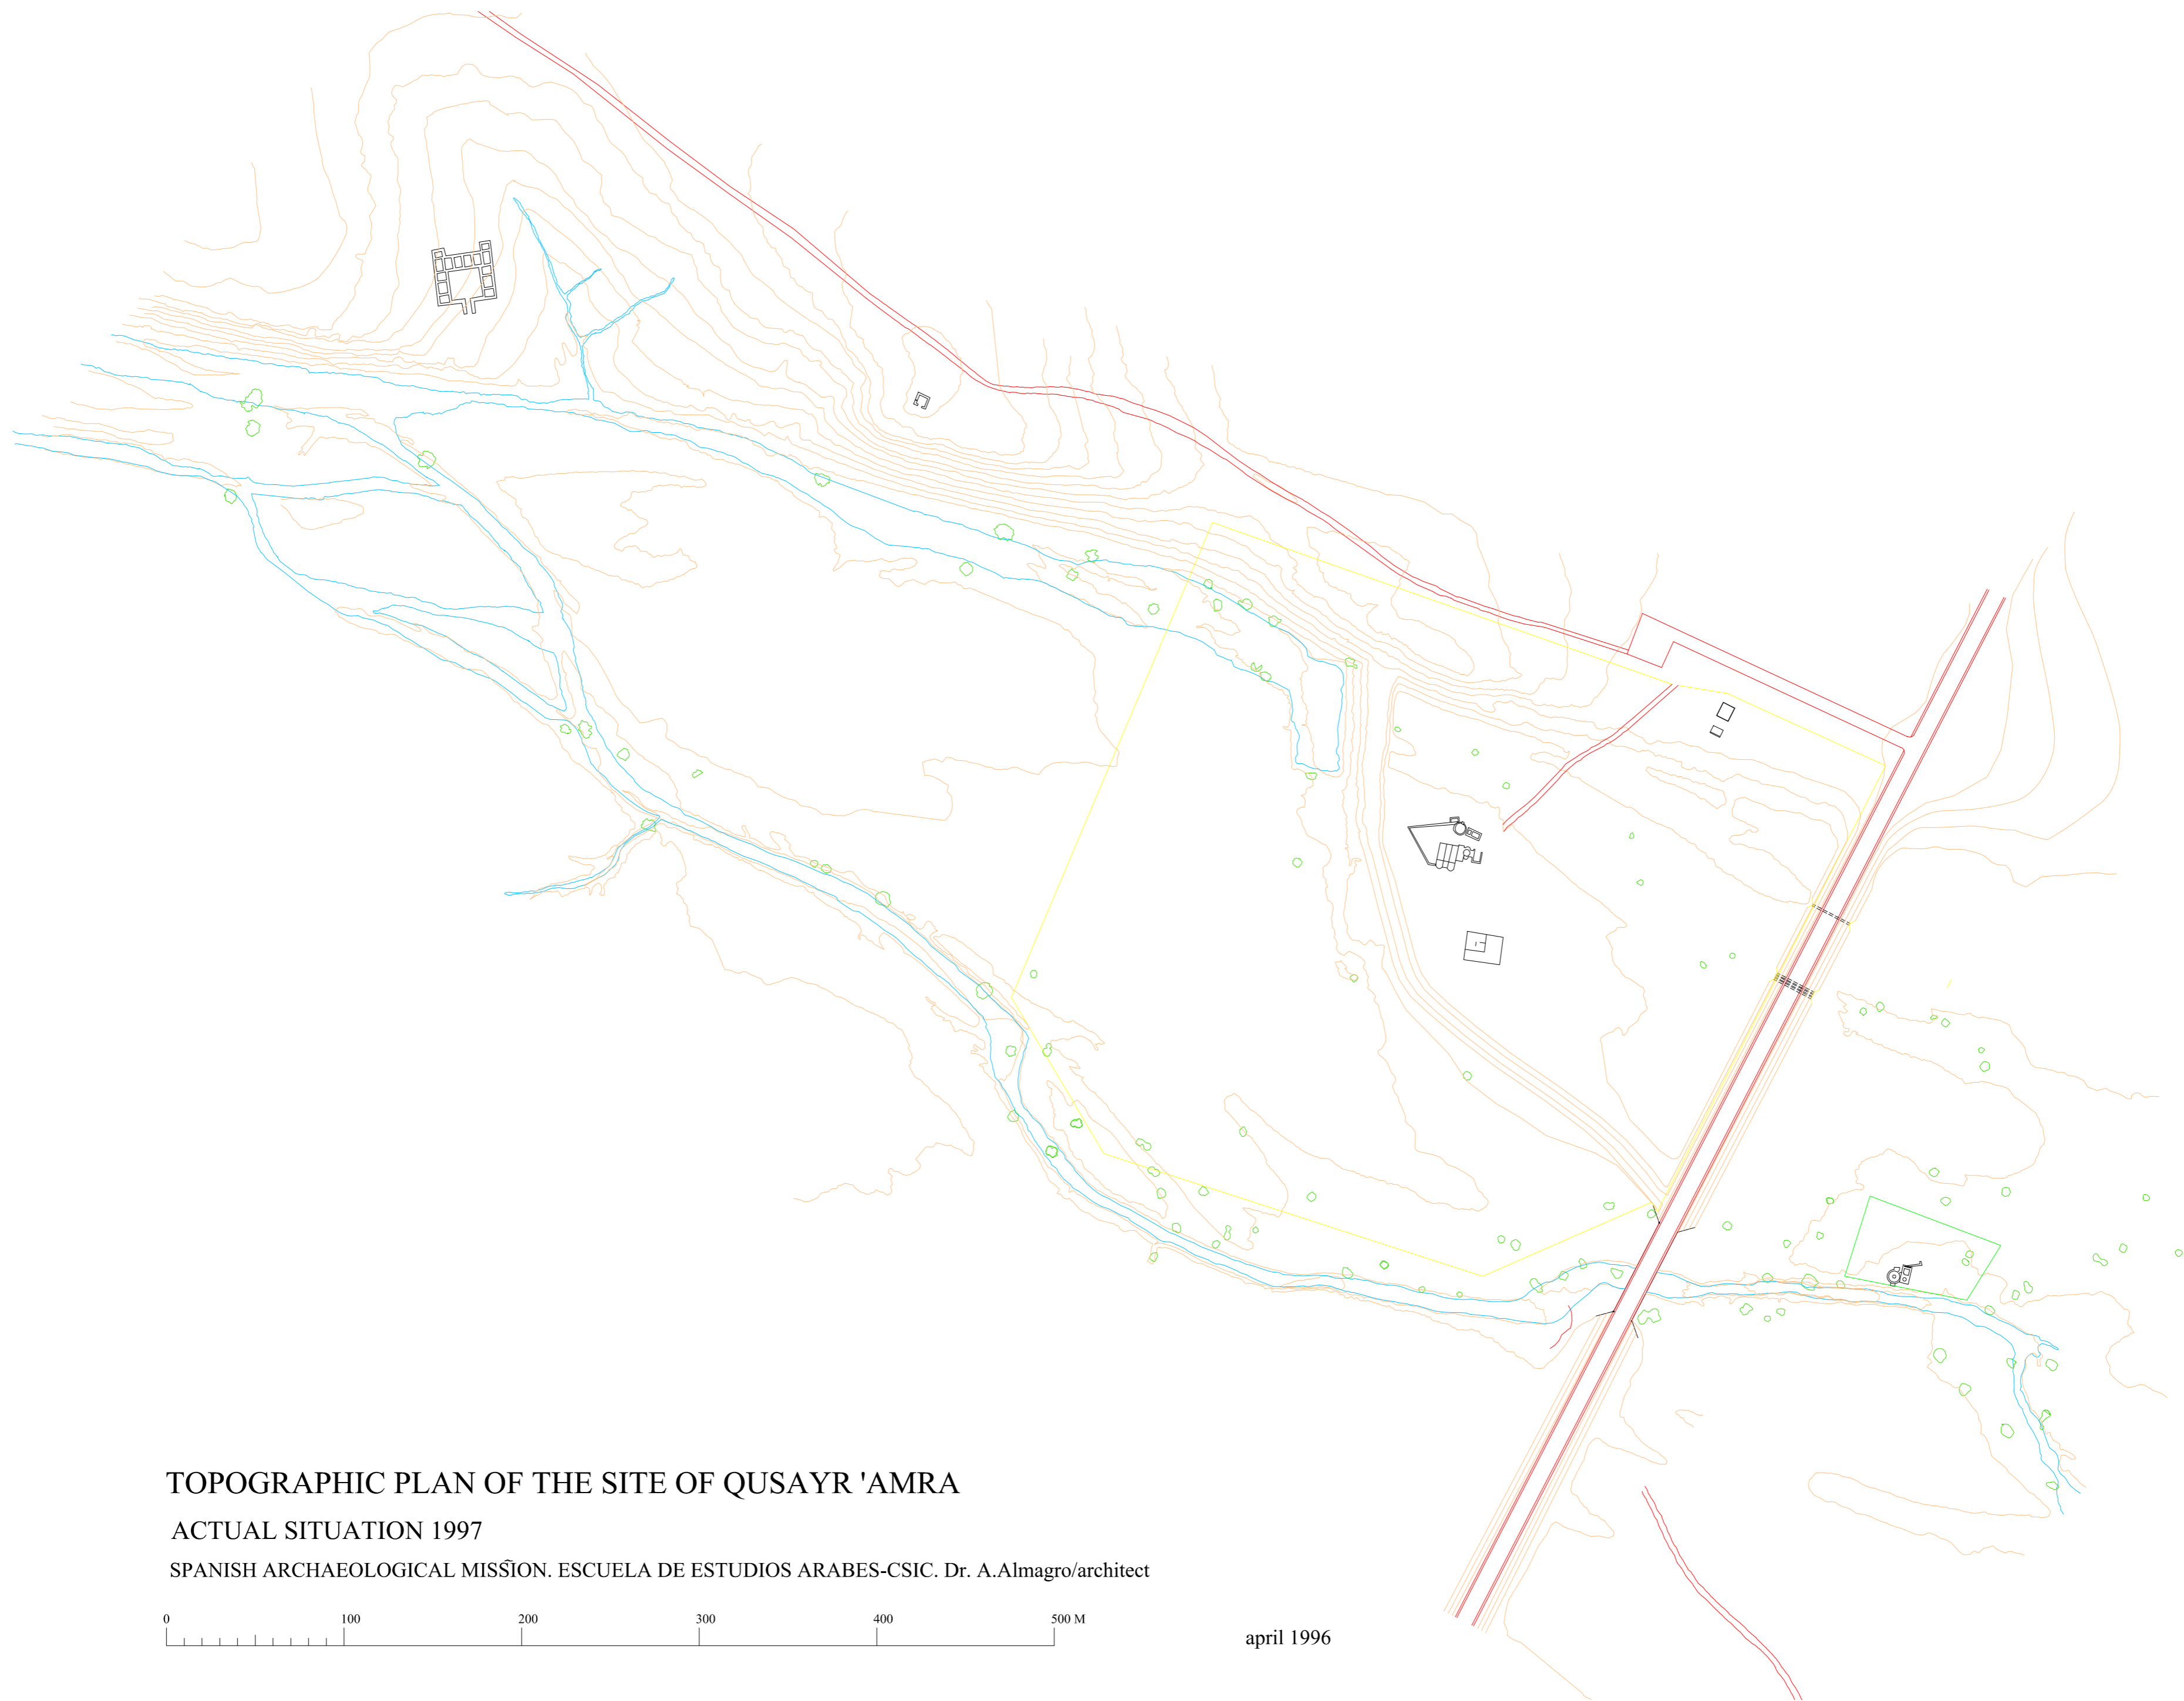 TOPOGRAPHIC PLAN OF THE SITE OF QUSAYR 'AMRA
ACTUAL SITUATION 1997
SPANISH ARCHAEOLOGICAL MISSION. ESCUELA DE ESTUDIOS ARABES-CSIC. Dr. A.Almagro/architect
0 100 200 300 400 500 M
april 1996